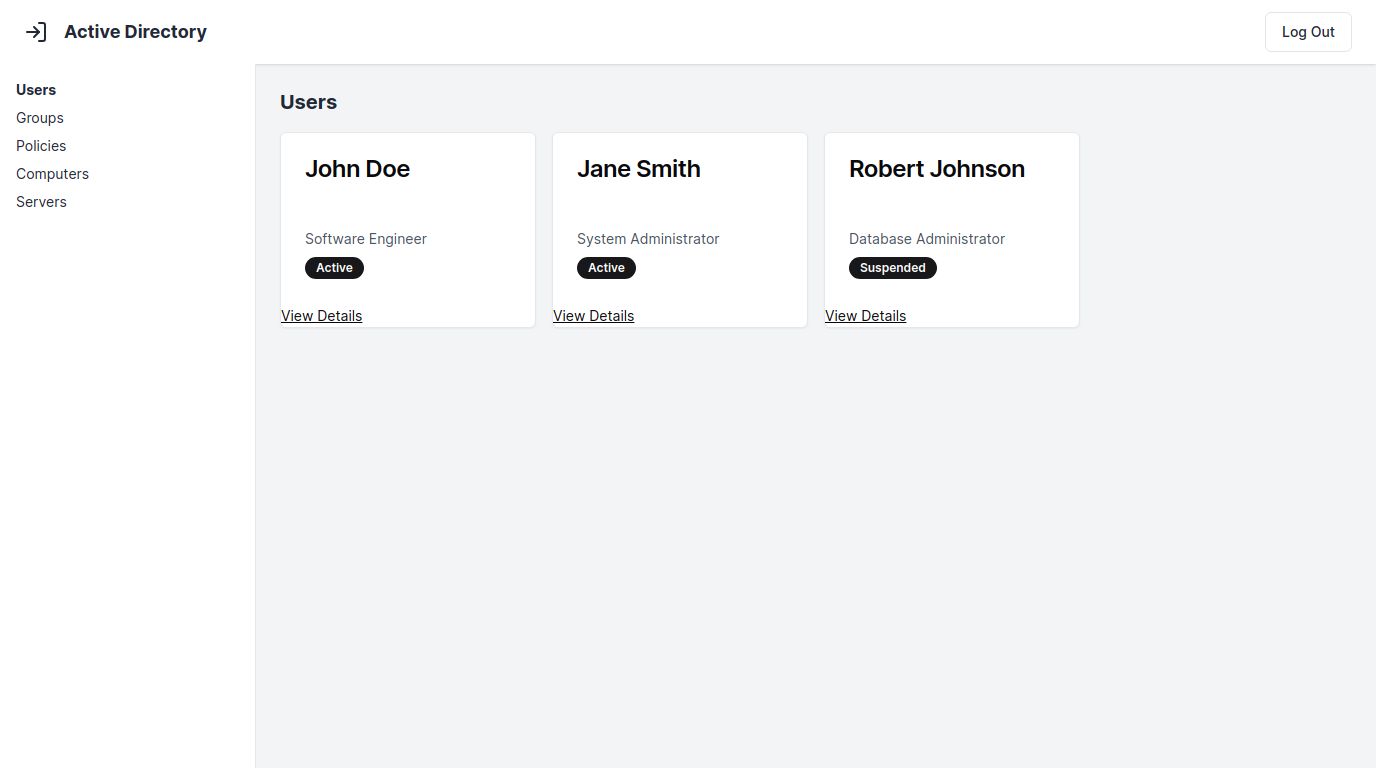 Active Directory
Log Out
Users
Groups
Policies
Computers
Servers
Users
John Doe
Software Engineer
Active
View Details
Jane Smith
System Administrator
Active
View Details
Robert Johnson
Database Administrator
Suspended
View Details